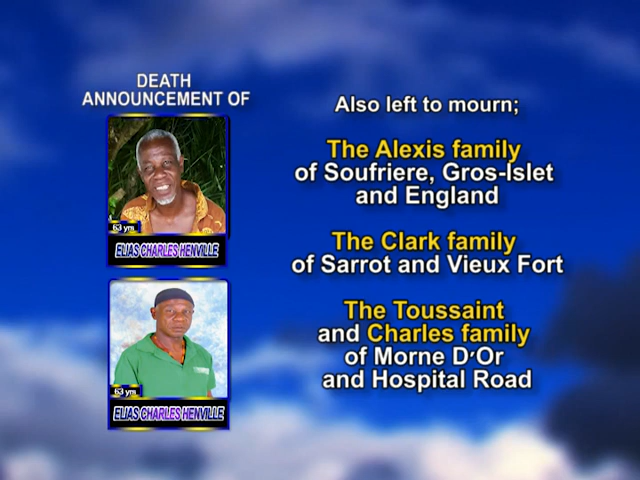 DEATH
ANNOUNCEMENT OF
63 yrs
ELIAS CHARLES HENVILLE
63 yrs
ELIAS CHARLES HENVILLE
Also left to mourn;
The Alexis family
of Soufriere, Gros-Islet
and England
The Clark family
of Sarrot and Vieux Fort
The Toussaint
and Charles family
of Morne D'Or
and Hospital Road